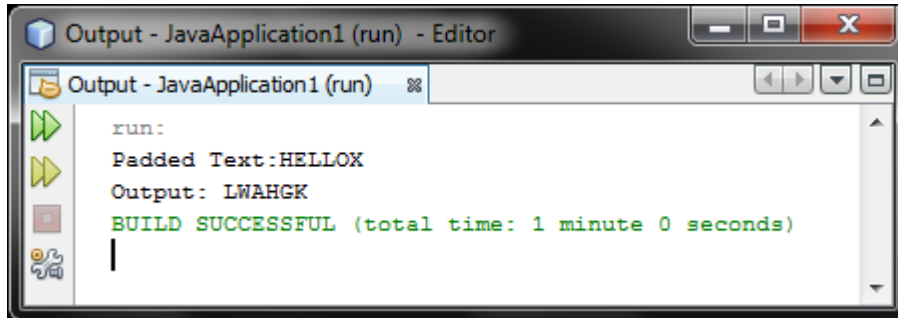 Output - JavaApplication1 (run) - Editor
Output - JavaApplication1 (run)
run:
Padded Text:HELLOX
Output: LWAHGK
BUILD SUCCESSFUL (total time: 1 minute 0 seconds)